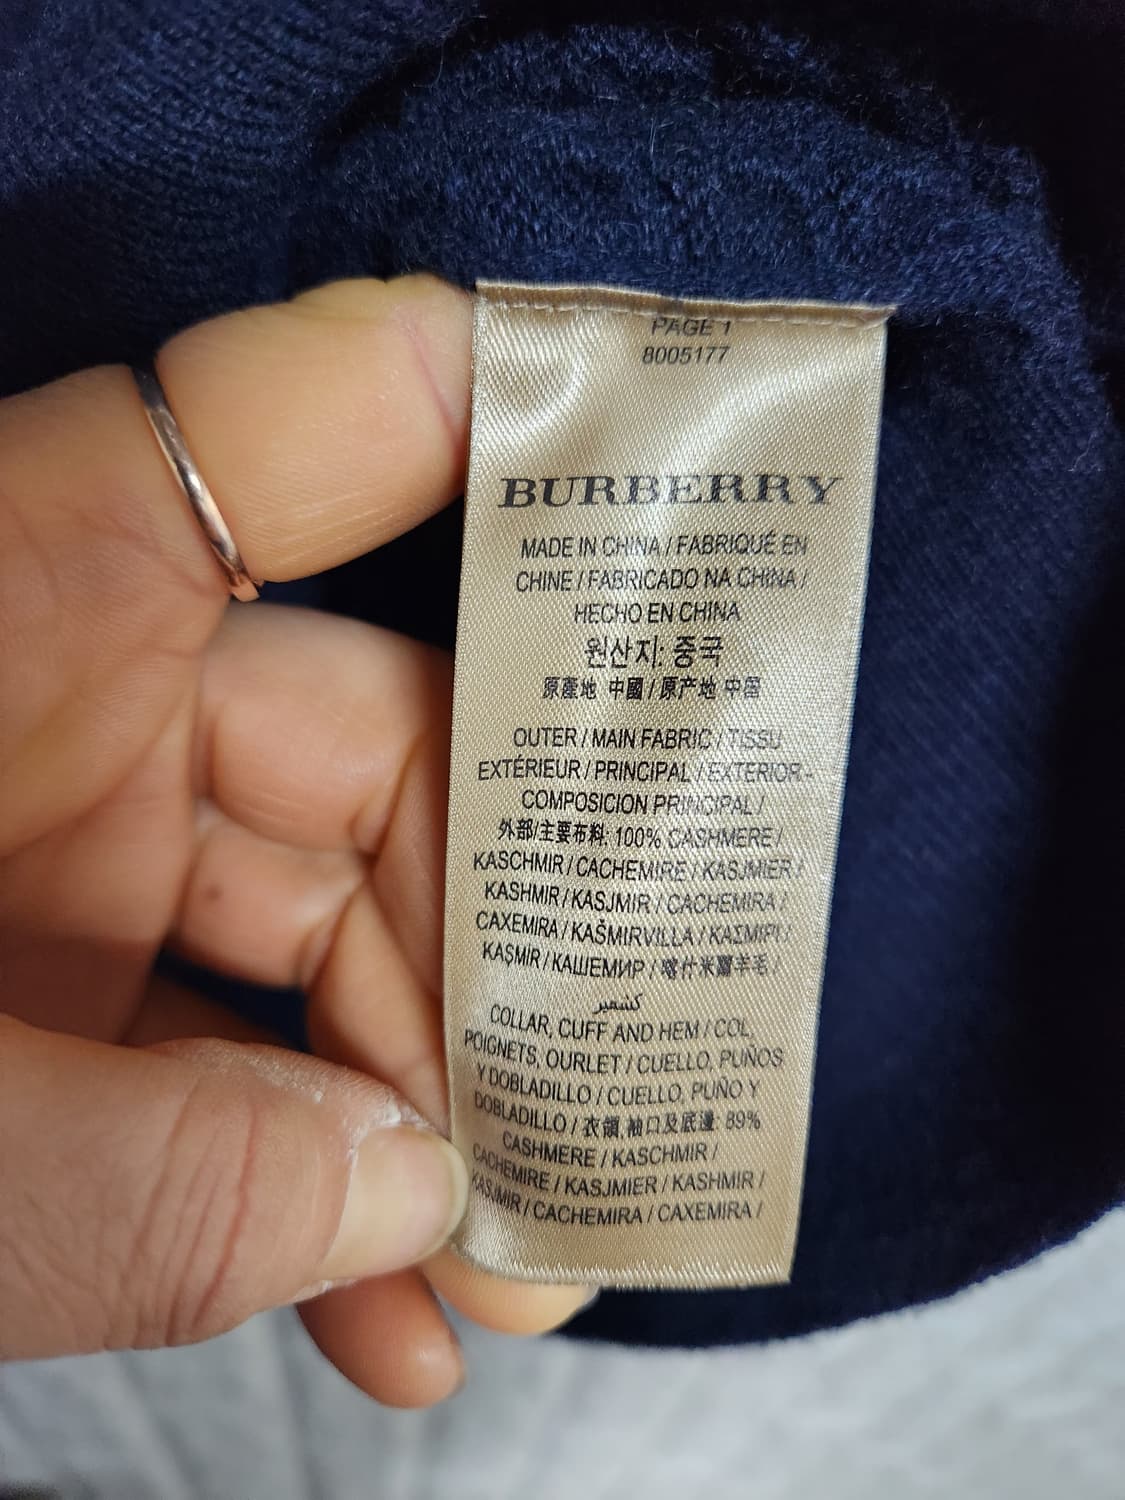 PAGE 1
8005177
BURBERRY
MADE IN CHINA / FABRIQUÉ EN
CHINE / FABRICADO NA CHINA /
HECHO EN CHINA
원산지: 중국
原產地 中國 / 原产地 中国
OUTER / MAIN FABRIC / TISSU
EXTÉRIEUR / PRINCIPAL / EXTERIOR -
COMPOSICION PRINCIPAL /
外部/主要布料: 100% CASHMERE /
KASCHMIR / CACHEMIRE / KASJMIER /
KASHMIR / KASJMIR / CACHEMIRA /
CAXEMIRA / KAŠMIRVILLA / ΚΑΣΜΙΡΙ /
KAŞMIR / КАШЕМИР / 喀什米爾羊毛 /
كشمير
COLLAR, CUFF AND HEM / COL,
POIGNETS, OURLET / CUELLO, PUÑOS
Y DOBLADILLO / CUELLO, PUÑO Y
DOBLADILLO / 衣領,袖口及底邊: 89%
CASHMERE / KASCHMIR /
CACHEMIRE / KASJMIER / KASHMIR /
KASJMIR / CACHEMIRA / CAXEMIRA /